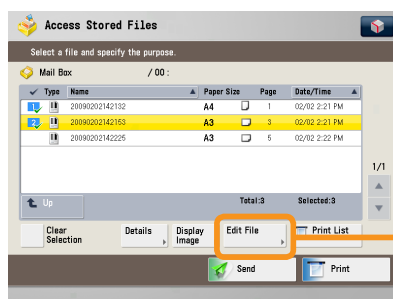 Access Stored Files
Select a file and specify the purpose.
Mail Box / 00 :
Type Name Paper Size Page Date/Time
1 20090202142132 A4 1 02/02 2:21 PM
2 20090202142153 A3 3 02/02 2:21 PM
20090202142225 A3 5 02/02 2:22 PM
1/1
Up Total:3 Selected:3
Clear Selection Details Display Image Edit File Print List
Send Print